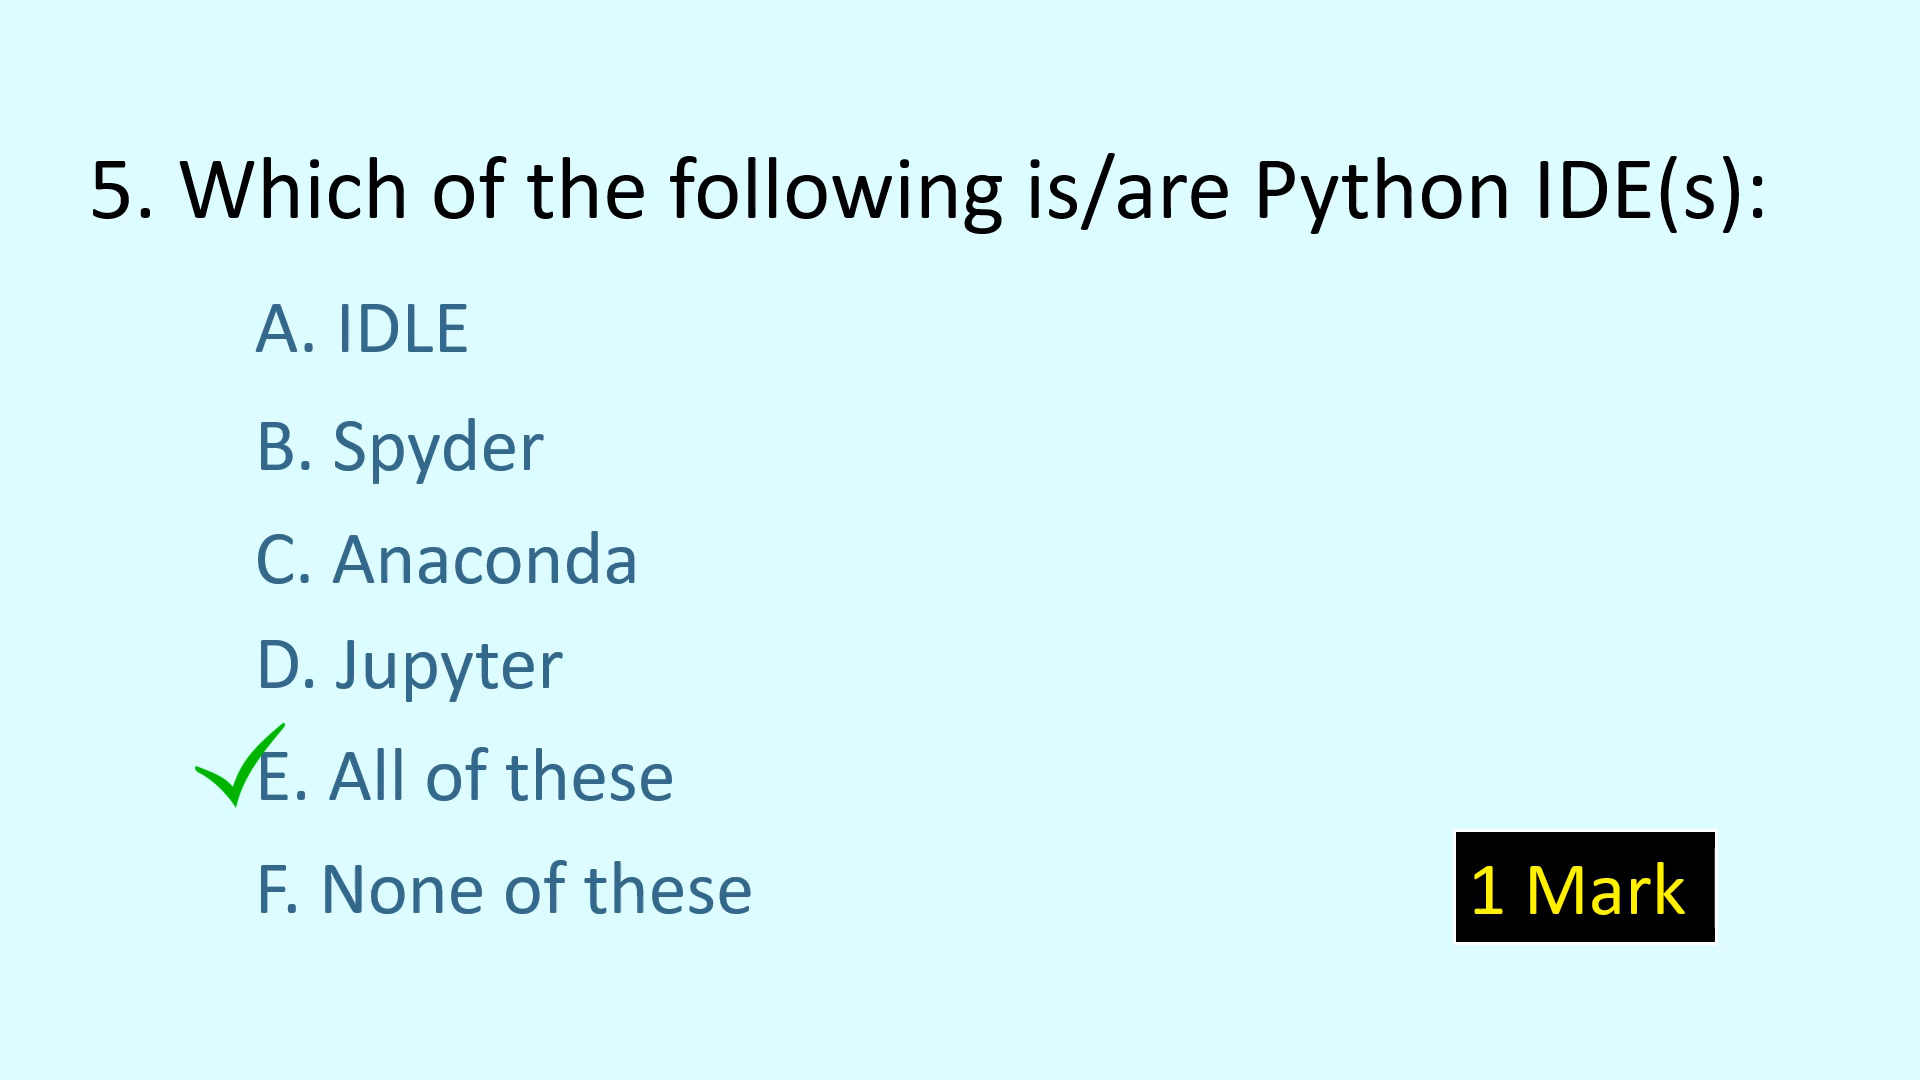 5. Which of the following is/are Python IDE(s):
A. IDLE
B. Spyder
C. Anaconda
D. Jupyter
E. All of these
F. None of these
1 Mark